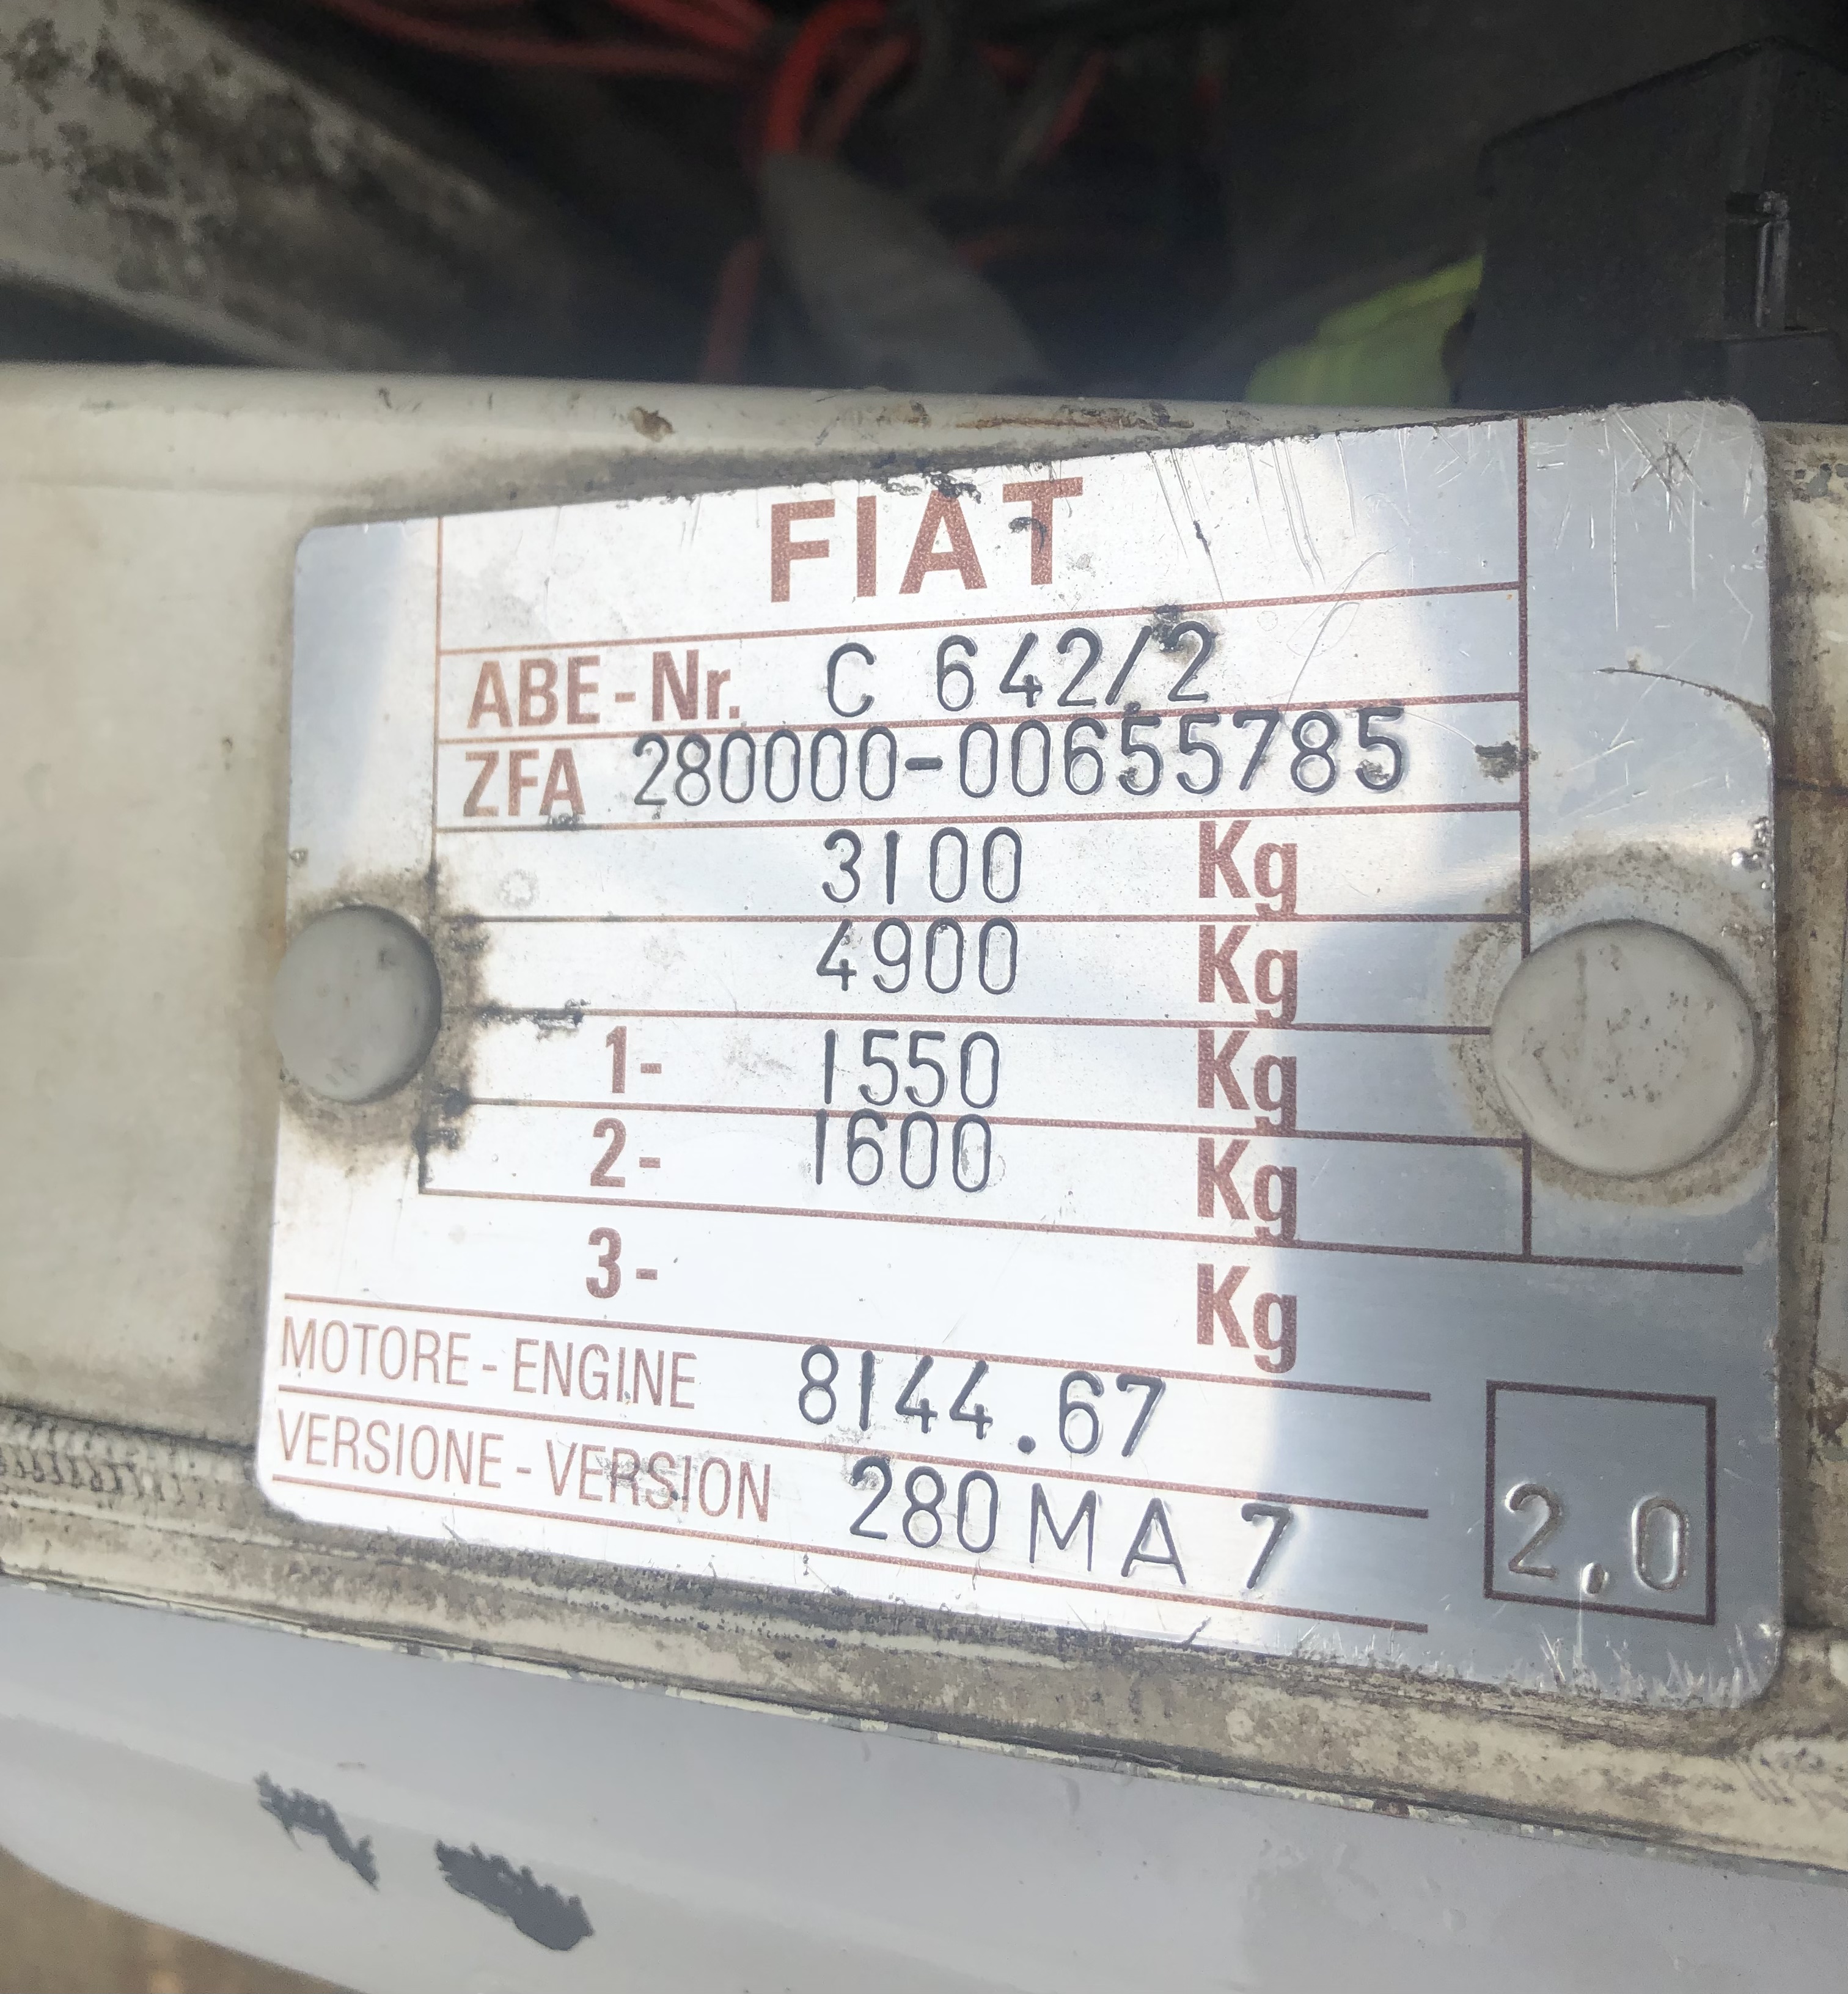 FIAT
ABE-Nr. C 642/2
ZFA 280000-00655785
3100 Kg
4900 Kg
1- 1550 Kg
2- 1600 Kg
3- Kg
MOTORE-ENGINE 8144.67
VERSIONE-VERSION 280 MA 7
2.0